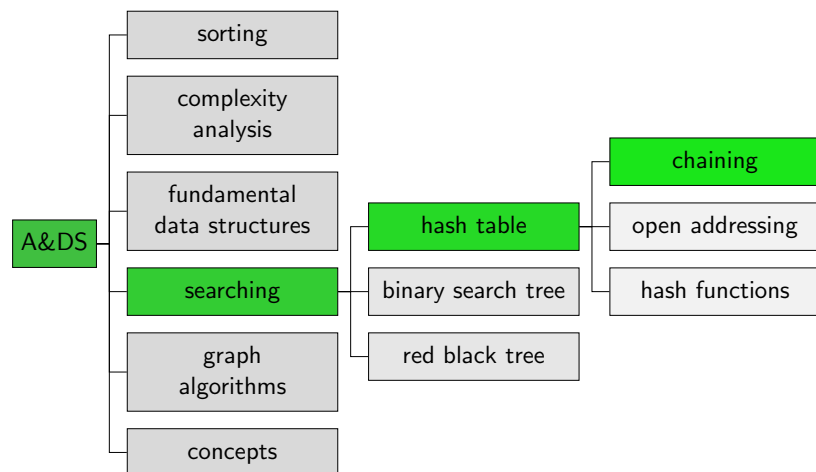 A&DS
sorting
complexity
analysis
fundamental
data structures
searching
graph
algorithms
concepts
hash table
binary search tree
red black tree
chaining
open addressing
hash functions